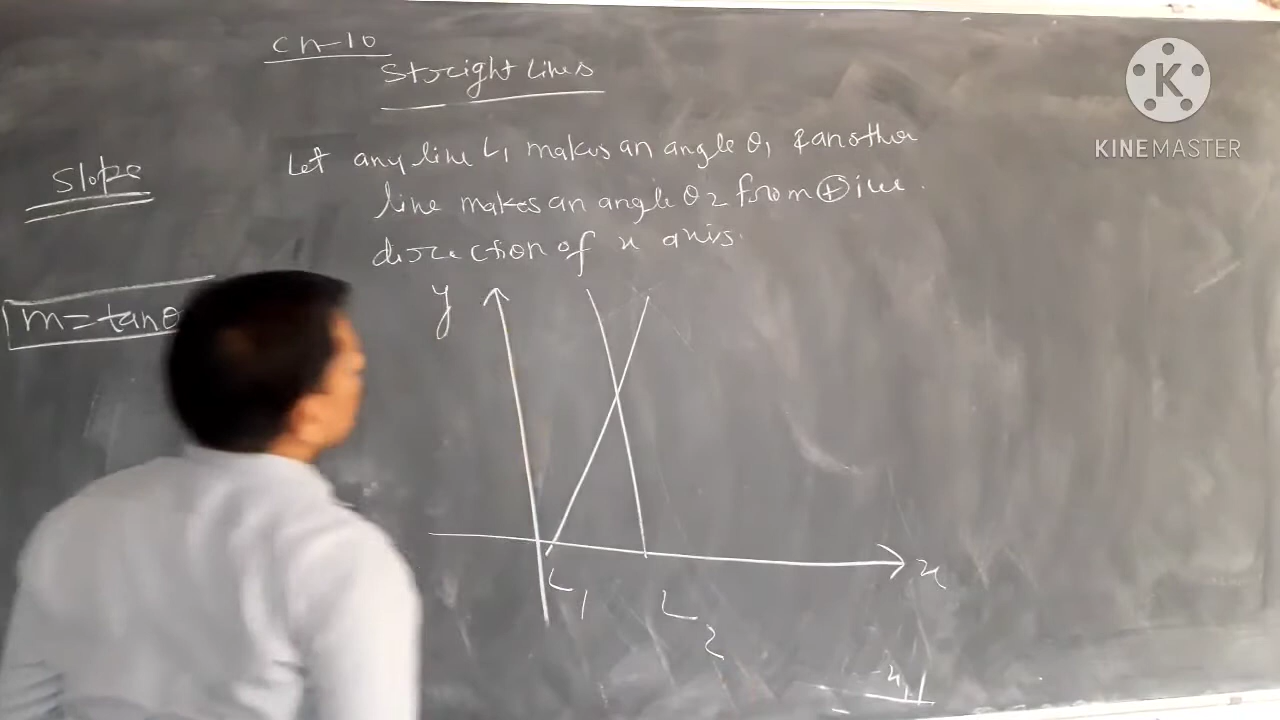 Ch-10
Straight Lines
Slope
Let any line L1 makes an angle θ1 & another
line makes an angle θ2 from ⊕ive
direction of x axis.
m=tanθ
y
x
L1
L2
K
KINEMASTER